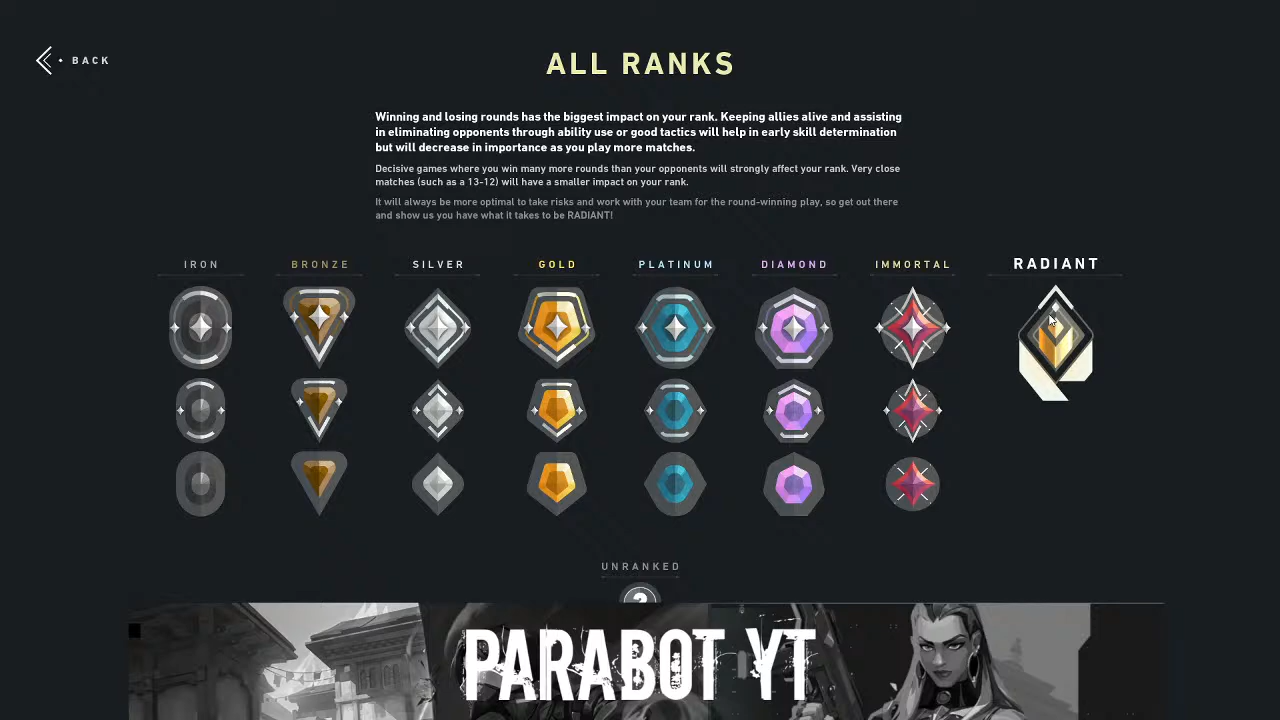 BACK
ALL RANKS
Winning and losing rounds has the biggest impact on your rank. Keeping allies alive and assisting
in eliminating opponents through ability use or good tactics will help in early skill determination
but will decrease in importance as you play more matches.
Decisive games where you win many more rounds than your opponents will strongly affect your rank. Very close
matches (such as a 13-12) will have a smaller impact on your rank.
It will always be more optimal to take risks and work with your team for the round-winning play, so get out there
and show us you have what it takes to be RADIANT!
IRON BRONZE SILVER GOLD PLATINUM DIAMOND IMMORTAL RADIANT
UNRANKED
?
PARABOT YT